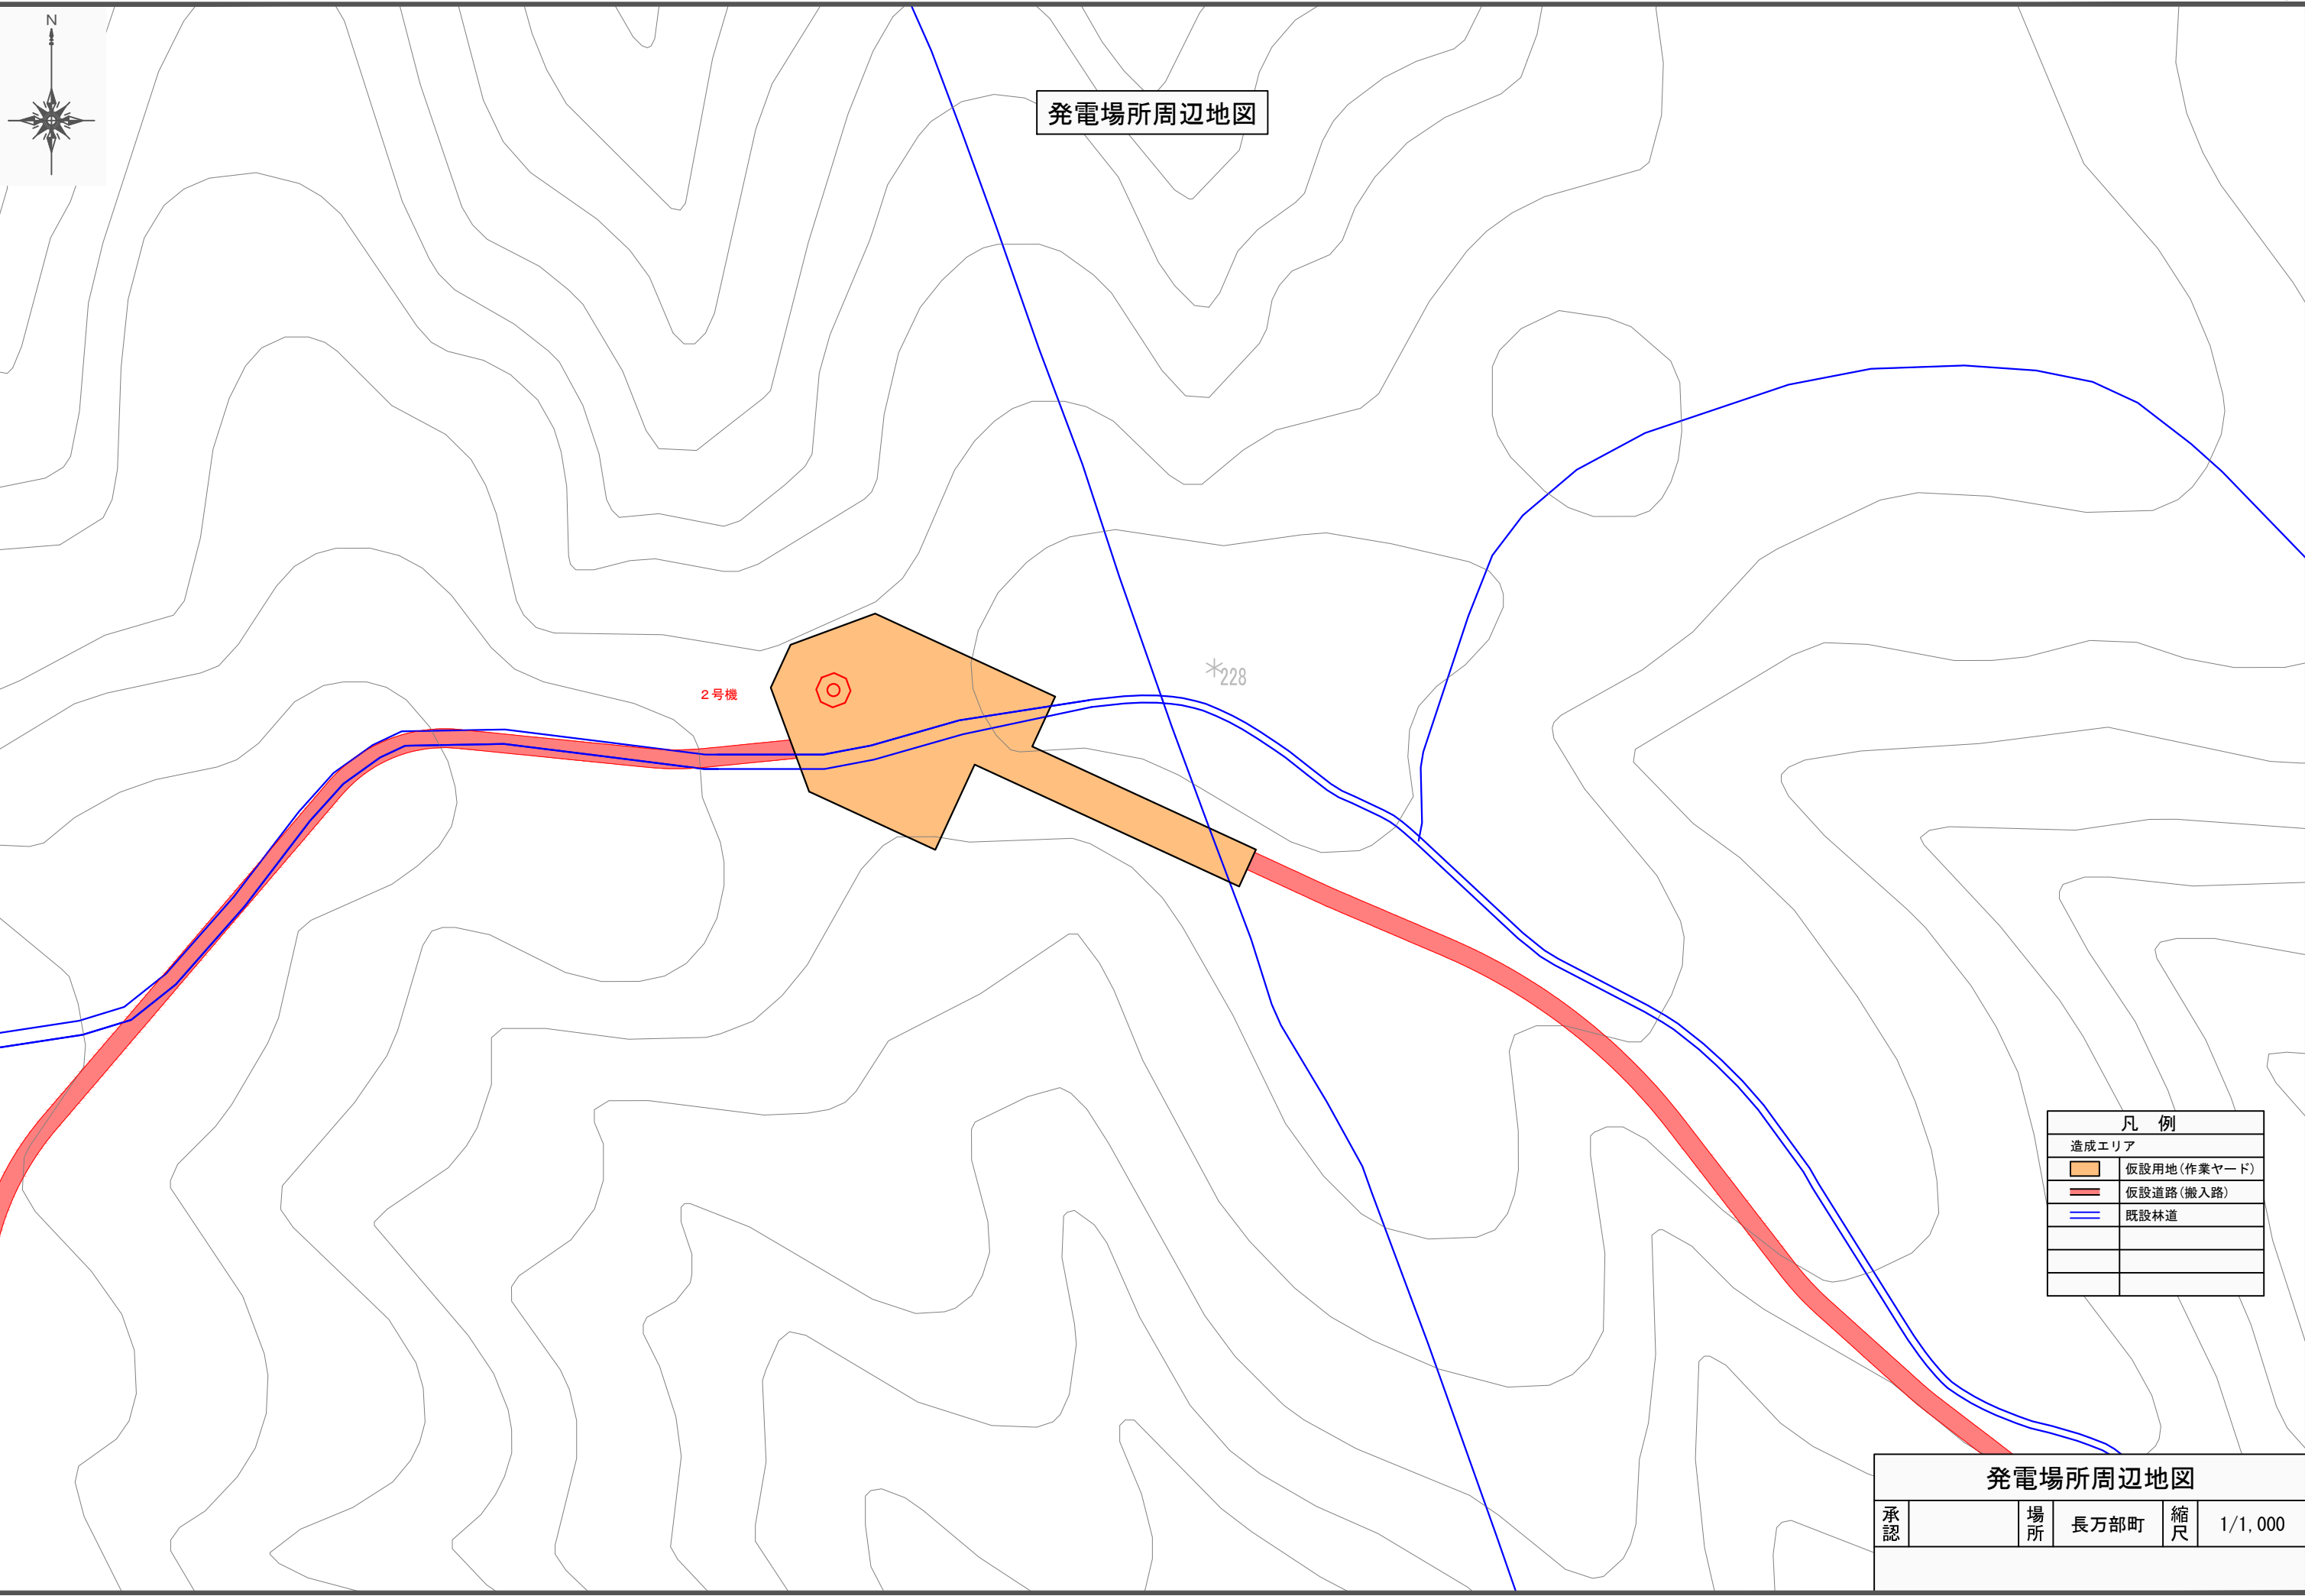 N
発電場所周辺地図
2号機
228
凡 例
造成エリア
仮設用地(作業ヤード)
仮設道路(搬入路)
既設林道
発電場所周辺地図
承認 場所 長万部町 縮尺 1/1,000